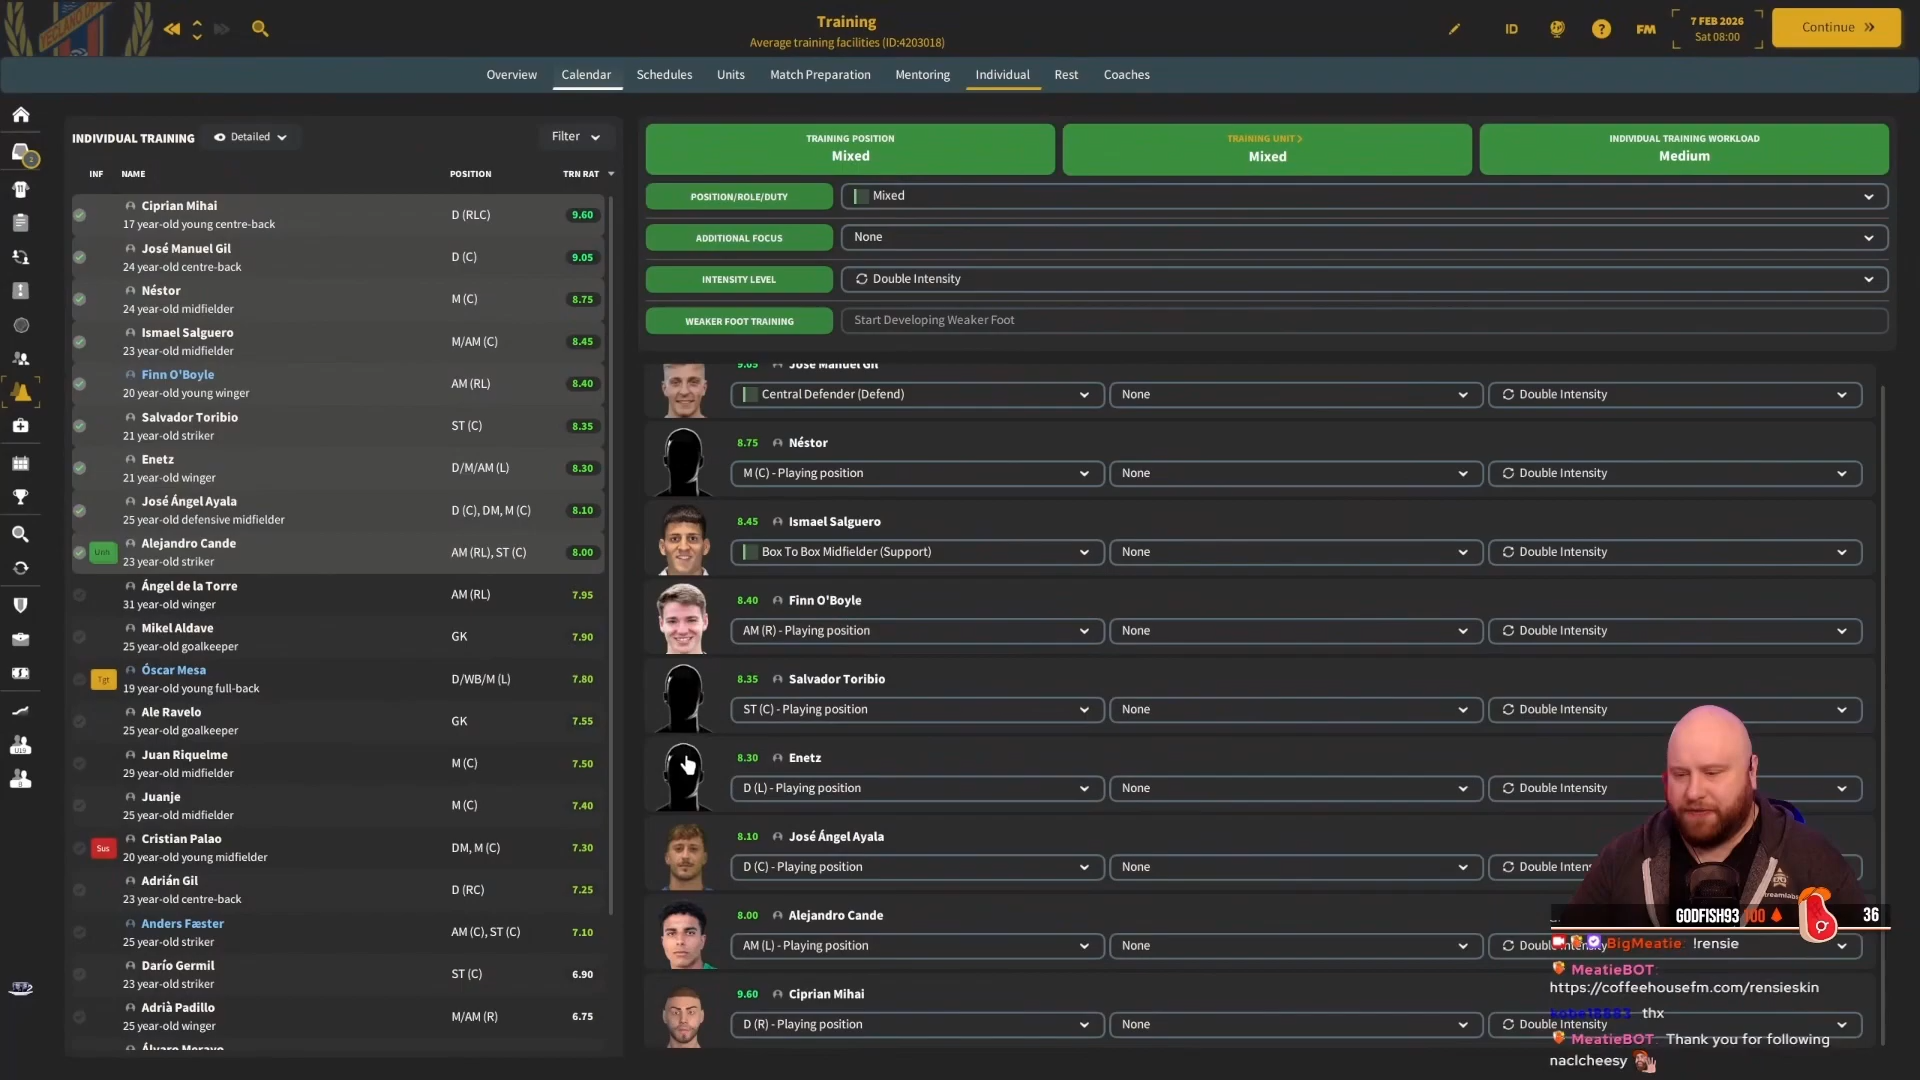 Training
Average training facilities (ID:4203018)
ID
FM
7 FEB 2026
Sat 08:00
Continue
Overview
Calendar
Schedules
Units
Match Preparation
Mentoring
Individual
Rest
Coaches
INDIVIDUAL TRAINING
Detailed
Filter
INF NAME POSITION TRN RAT
Ciprian Mihai
17 year-old young centre-back
D (RLC)
9.60
José Manuel Gil
24 year-old centre-back
D (C)
9.05
Néstor
24 year-old midfielder
M (C)
8.75
Ismael Salguero
23 year-old midfielder
M/AM (C)
8.45
Finn O'Boyle
20 year-old young winger
AM (RL)
8.40
Salvador Toribio
21 year-old striker
ST (C)
8.35
Enetz
21 year-old winger
D/M/AM (L)
8.30
José Ángel Ayala
25 year-old defensive midfielder
D (C), DM, M (C)
8.10
Unh
Alejandro Cande
23 year-old striker
AM (RL), ST (C)
8.00
Ángel de la Torre
31 year-old winger
AM (RL)
7.95
Mikel Aldave
25 year-old goalkeeper
GK
7.90
Tgt
Óscar Mesa
19 year-old young full-back
D/WB/M (L)
7.80
Ale Ravelo
25 year-old goalkeeper
GK
7.55
Juan Riquelme
29 year-old midfielder
M (C)
7.50
Juanje
25 year-old midfielder
M (C)
7.40
Sus
Cristian Palao
20 year-old young midfielder
DM, M (C)
7.30
Adrián Gil
23 year-old centre-back
D (RC)
7.25
Anders Fæster
25 year-old striker
AM (C), ST (C)
7.10
Darío Germil
23 year-old striker
ST (C)
6.90
Adrià Padillo
25 year-old winger
M/AM (R)
6.75
TRAINING POSITION
Mixed
TRAINING UNIT
Mixed
INDIVIDUAL TRAINING WORKLOAD
Medium
POSITION/ROLE/DUTY
Mixed
ADDITIONAL FOCUS
None
INTENSITY LEVEL
Double Intensity
WEAKER FOOT TRAINING
Start Developing Weaker Foot
9.05 José Manuel Gil
Central Defender (Defend) None Double Intensity
8.75 Néstor
M (C) - Playing position None Double Intensity
8.45 Ismael Salguero
Box To Box Midfielder (Support) None Double Intensity
8.40 Finn O'Boyle
AM (R) - Playing position None Double Intensity
8.35 Salvador Toribio
ST (C) - Playing position None Double Intensity
8.30 Enetz
D (L) - Playing position None Double Intensity
8.10 José Ángel Ayala
D (C) - Playing position None Double
8.00 Alejandro Cande
AM (L) - Playing position None
9.60 Ciprian Mihai
D (R) - Playing position None
GODFISH93 100 36
BigMeatie: !rensie
MeatieBOT:
https://coffeehousefm.com/rensieskin
thx
MeatieBOT: Thank you for following
naclcheesy